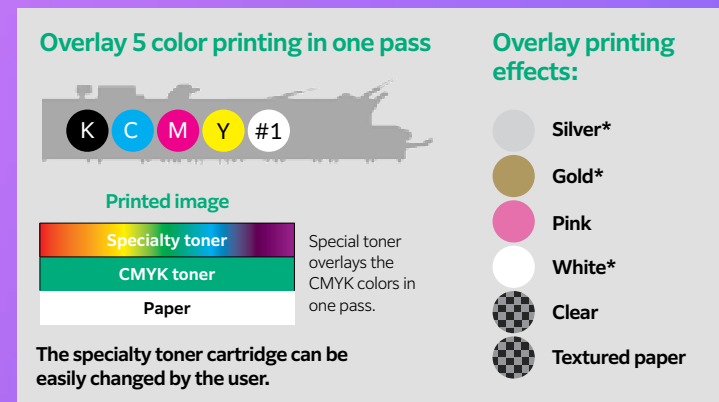 Overlay 5 color printing in one pass
K C M Y #1
Printed image
Specialty toner
CMYK toner
Paper
Special toner
overlays the
CMYK colors in
one pass.
The specialty toner cartridge can be
easily changed by the user.
Overlay printing
effects:
Silver*
Gold*
Pink
White*
Clear
Textured paper